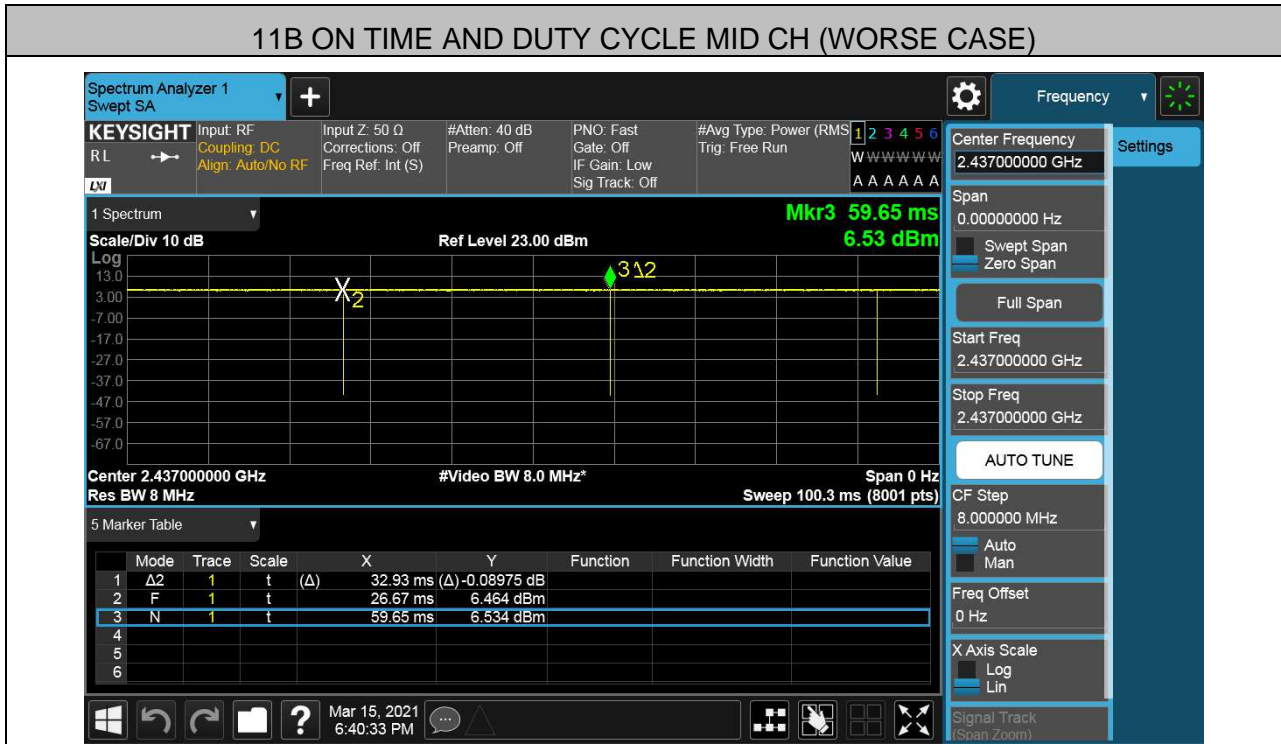 11B ON TIME AND DUTY CYCLE MID CH (WORSE CASE)
Spectrum Analyzer 1
Swept SA
+
Frequency
KEYSIGHT
RL
LXI
Input: RF
Coupling: DC
Align: Auto/No RF
Input Z: 50 Ω
Corrections: Off
Freq Ref: Int (S)
#Atten: 40 dB
Preamp: Off
PNO: Fast
Gate: Off
IF Gain: Low
Sig Track: Off
#Avg Type: Power (RMS
Trig: Free Run
1 2 3 4 5 6
W W W W W W
A A A A A A
1 Spectrum
Scale/Div 10 dB
Ref Level 23.00 dBm
Mkr3 59.65 ms
6.53 dBm
Log
13.0
3.00
-7.00
-17.0
-27.0
-37.0
-47.0
-57.0
-67.0
X2
3Δ2
Center 2.437000000 GHz
#Video BW 8.0 MHz*
Span 0 Hz
Res BW 8 MHz
Sweep 100.3 ms (8001 pts)
5 Marker Table
Mode Trace Scale X Y Function Function Width Function Value
1 Δ2 1 t (Δ) 32.93 ms (Δ) -0.08975 dB
2 F 1 t 26.67 ms 6.464 dBm
3 N 1 t 59.65 ms 6.534 dBm
4
5
6
Center Frequency
2.437000000 GHz
Settings
Span
0.00000000 Hz
Swept Span
Zero Span
Full Span
Start Freq
2.437000000 GHz
Stop Freq
2.437000000 GHz
AUTO TUNE
CF Step
8.000000 MHz
Auto
Man
Freq Offset
0 Hz
X Axis Scale
Log
Lin
Signal Track
(Span Zoom)
?
Mar 15, 2021
6:40:33 PM